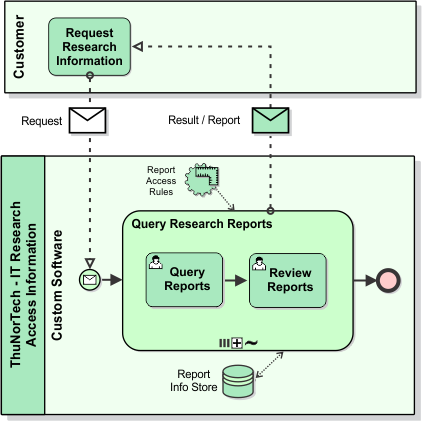 Customer
Request
Research
Information
Request
Result / Report
ThuNorTech - IT Research
Access Information
Custom Software
Report
Access
Rules
Query Research Reports
Query
Reports
Review
Reports
Report
Info Store